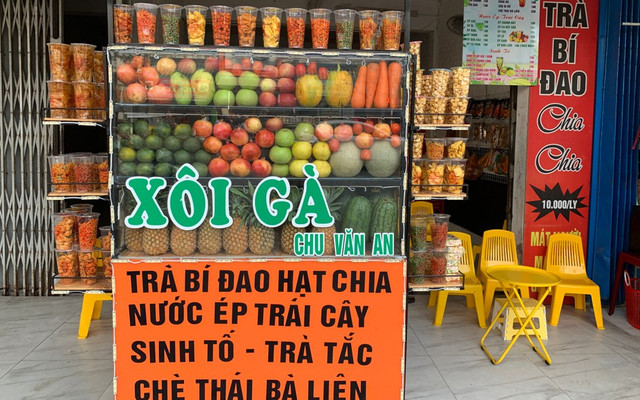 XÔI GÀ
CHU VĂN AN
TRÀ BÍ ĐAO HẠT CHIA
NƯỚC ÉP TRÁI CÂY
SINH TỐ - TRÀ TẮC
CHÈ THÁI BÀ LIÊN
TRÀ
BÍ
ĐAO
Chia
Chia
10.000/LY
MÁT